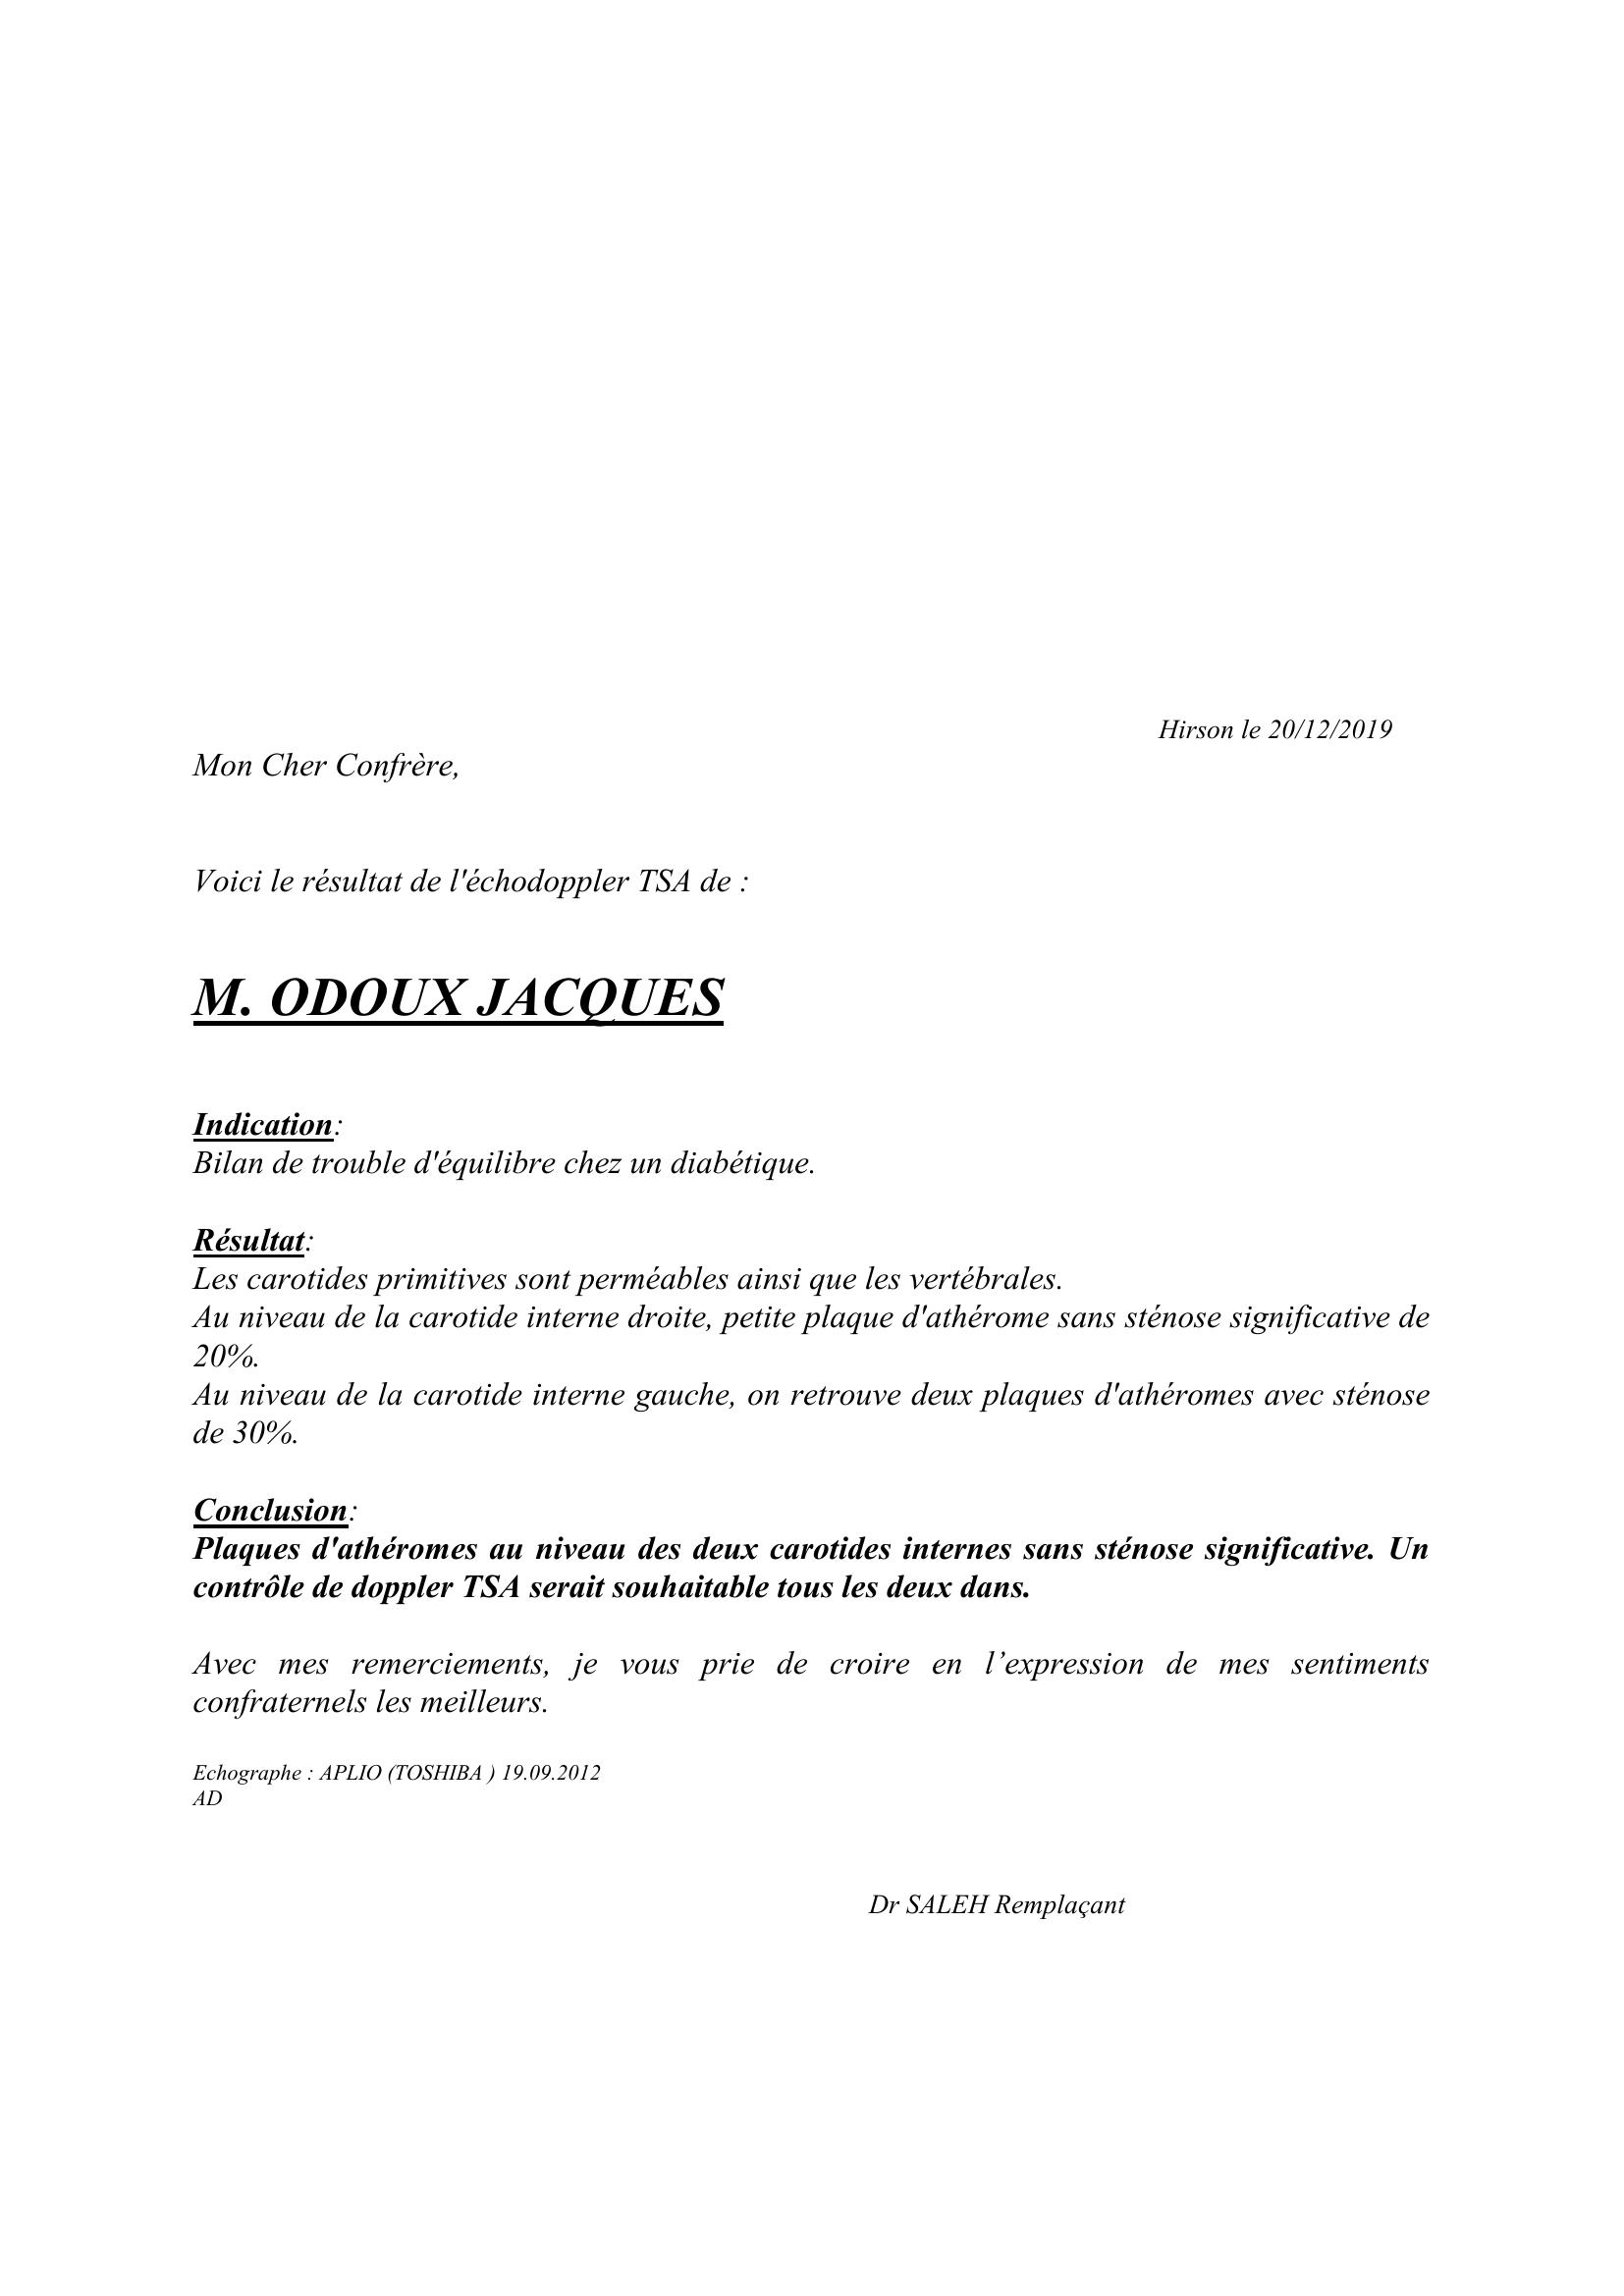 Hirson le 20/12/2019
Mon Cher Confrère,
Voici le résultat de l'échodoppler TSA de :
M. ODOUX JACQUES
Indication:
Bilan de trouble d'équilibre chez un diabétique.
Résultat:
Les carotides primitives sont perméables ainsi que les vertébrales.
Au niveau de la carotide interne droite, petite plaque d'athérome sans sténose significative de
20%.
Au niveau de la carotide interne gauche, on retrouve deux plaques d'athéromes avec sténose
de 30%.
Conclusion:
Plaques d'athéromes au niveau des deux carotides internes sans sténose significative. Un
contrôle de doppler TSA serait souhaitable tous les deux dans.
Avec mes remerciements, je vous prie de croire en l’expression de mes sentiments
confraternels les meilleurs.
Echographe : APLIO (TOSHIBA ) 19.09.2012
AD
Dr SALEH Remplaçant